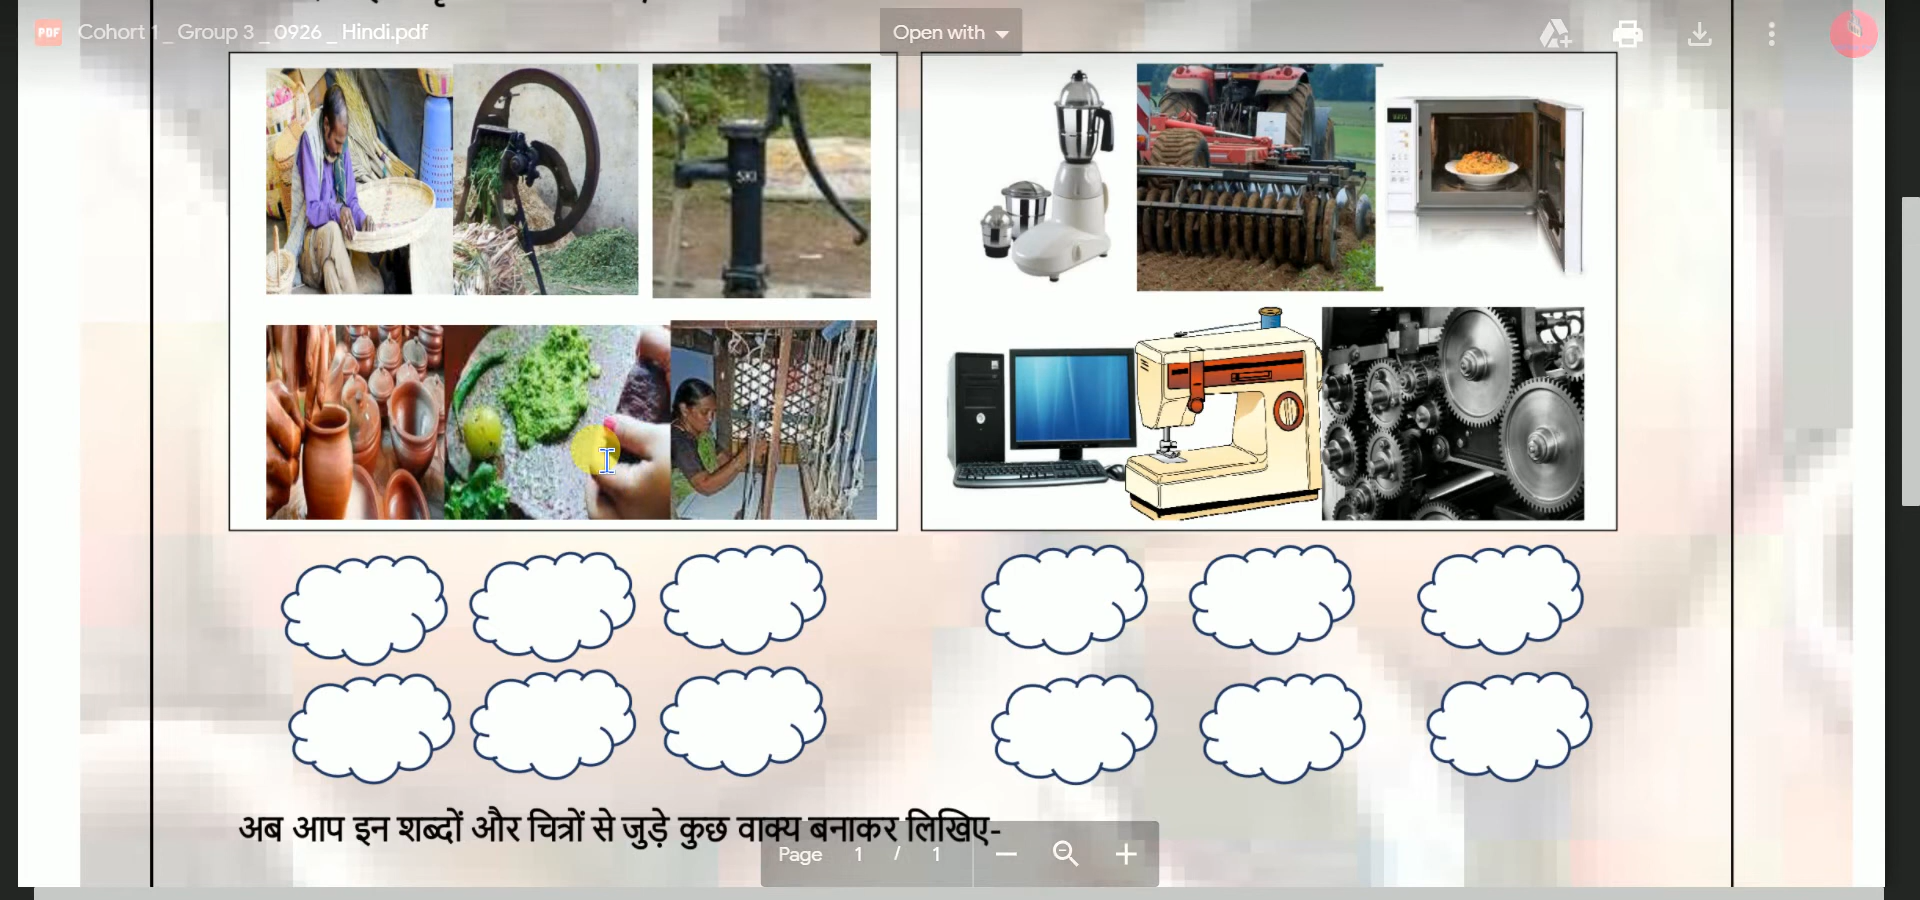 Cohort 1 _ Group 3 _ 0926 _ Hindi.pdf
Open with
अब आप इन शब्दों और चित्रों से जुड़े कुछ वाक्य बनाकर लिखिए-
Page 1 / 1